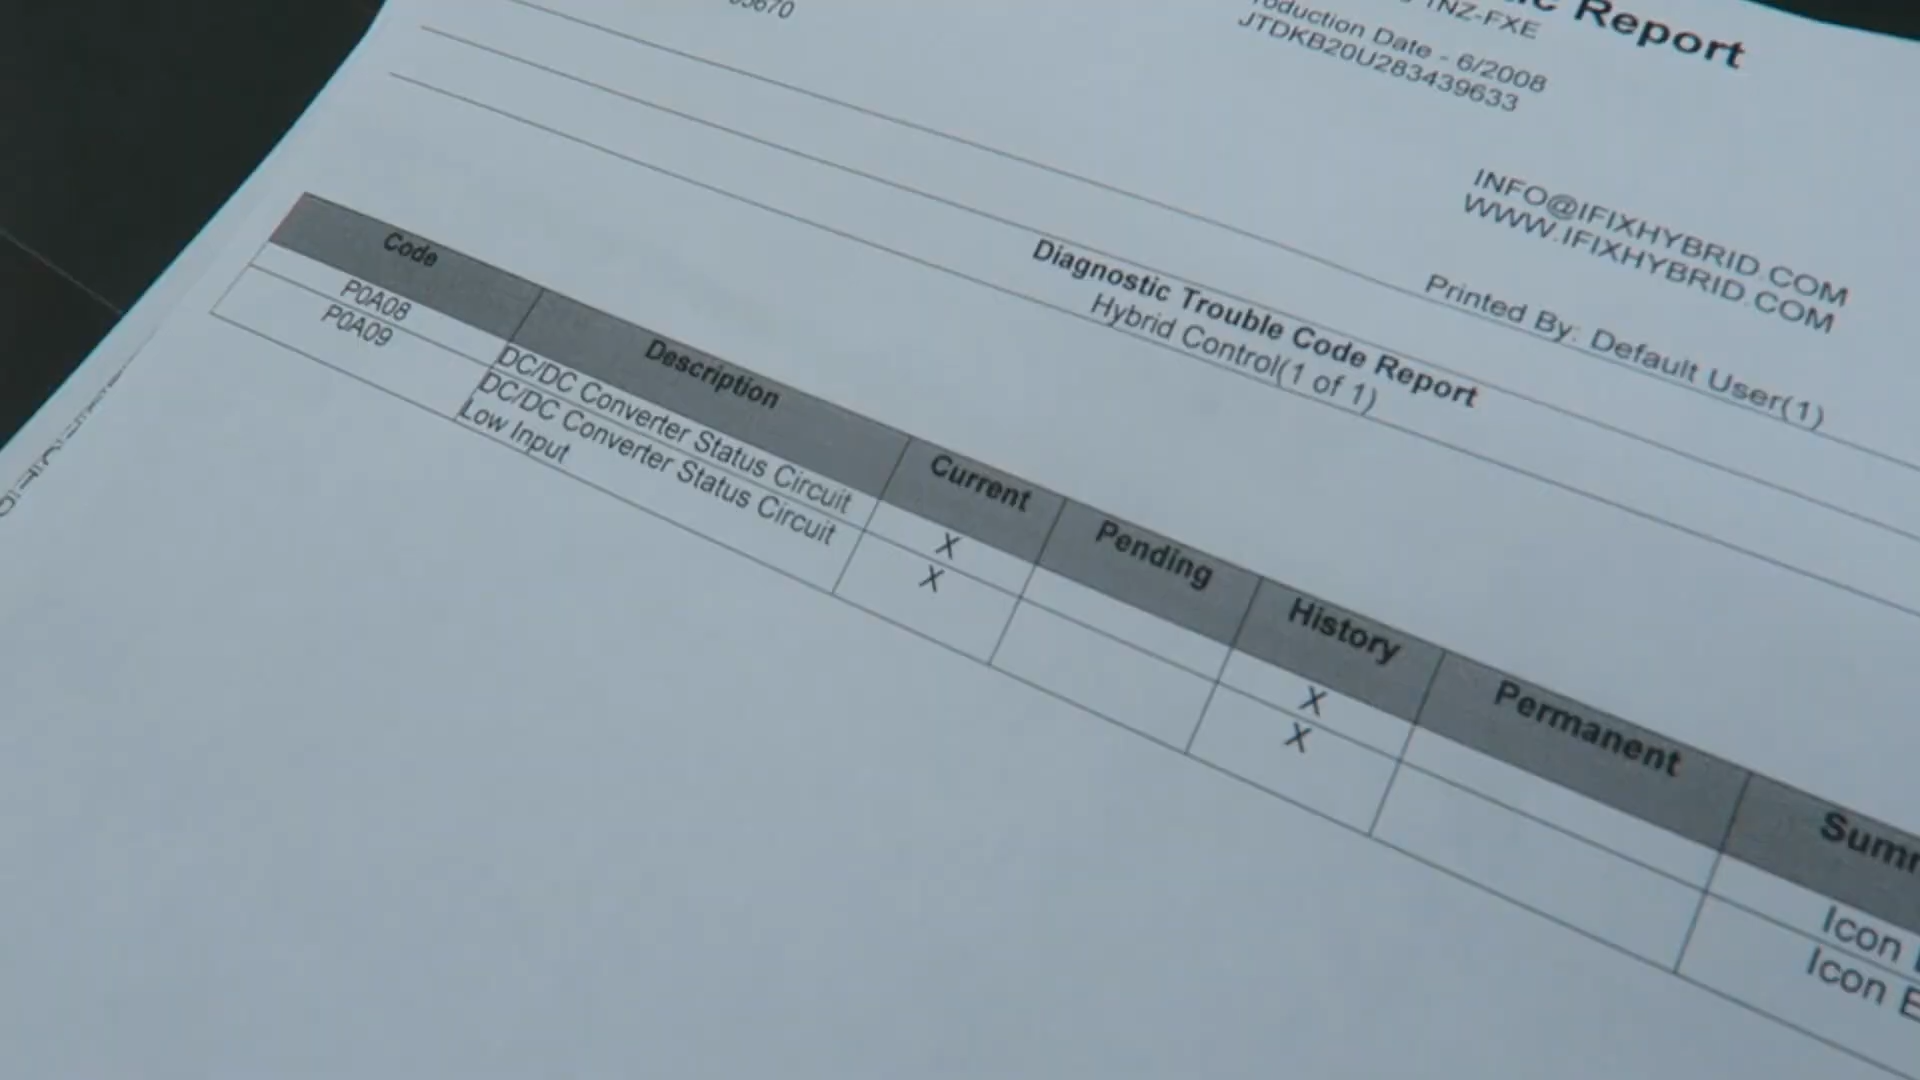 Report
1NZ-FXE
Production Date - 6/2008
JTDKB20U283439633
INFO@IFIXHYBRID.COM
WWW.IFIXHYBRID.COM
Printed By: Default User(1)
Diagnostic Trouble Code Report
Hybrid Control(1 of 1)
Code Description Current Pending History Permanent
P0A08 DC/DC Converter Status Circuit X X Icon
P0A09 DC/DC Converter Status Circuit X X Icon
Low Input